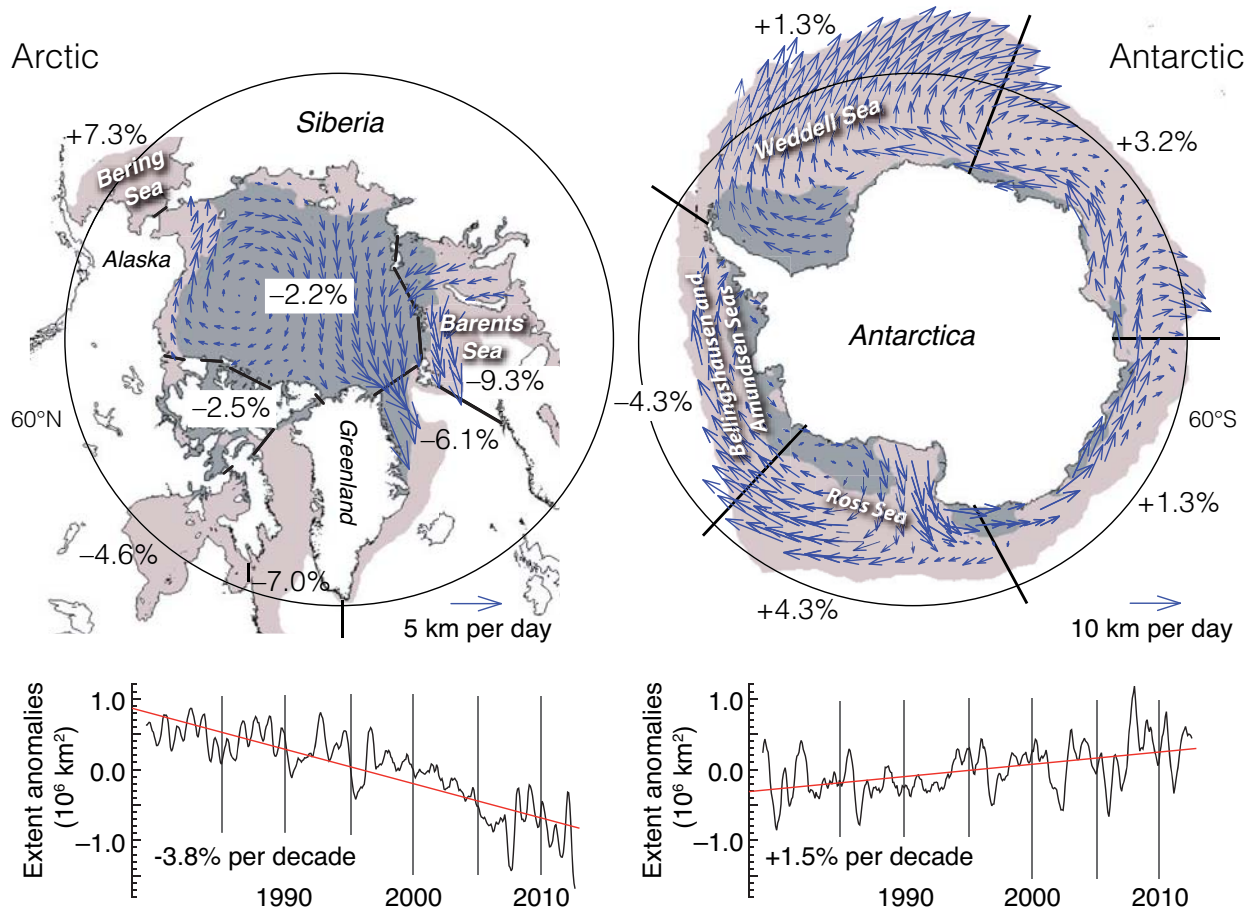 Arctic
+7.3%
Bering
Sea
Siberia
Alaska
−2.2%
Barents
Sea
−9.3%
−2.5%
60°N
−6.1%
Greenland
−4.6%
−7.0%
5 km per day
Antarctic
+1.3%
Weddell Sea
+3.2%
Bellingshausen and
Amundsen Seas
Antarctica
−4.3%
60°S
Ross Sea
+1.3%
+4.3%
10 km per day
Extent anomalies
(10⁶ km²)
1.0
0.0
−1.0
-3.8% per decade
1990
2000
2010
Extent anomalies
(10⁶ km²)
1.0
0.0
−1.0
+1.5% per decade
1990
2000
2010